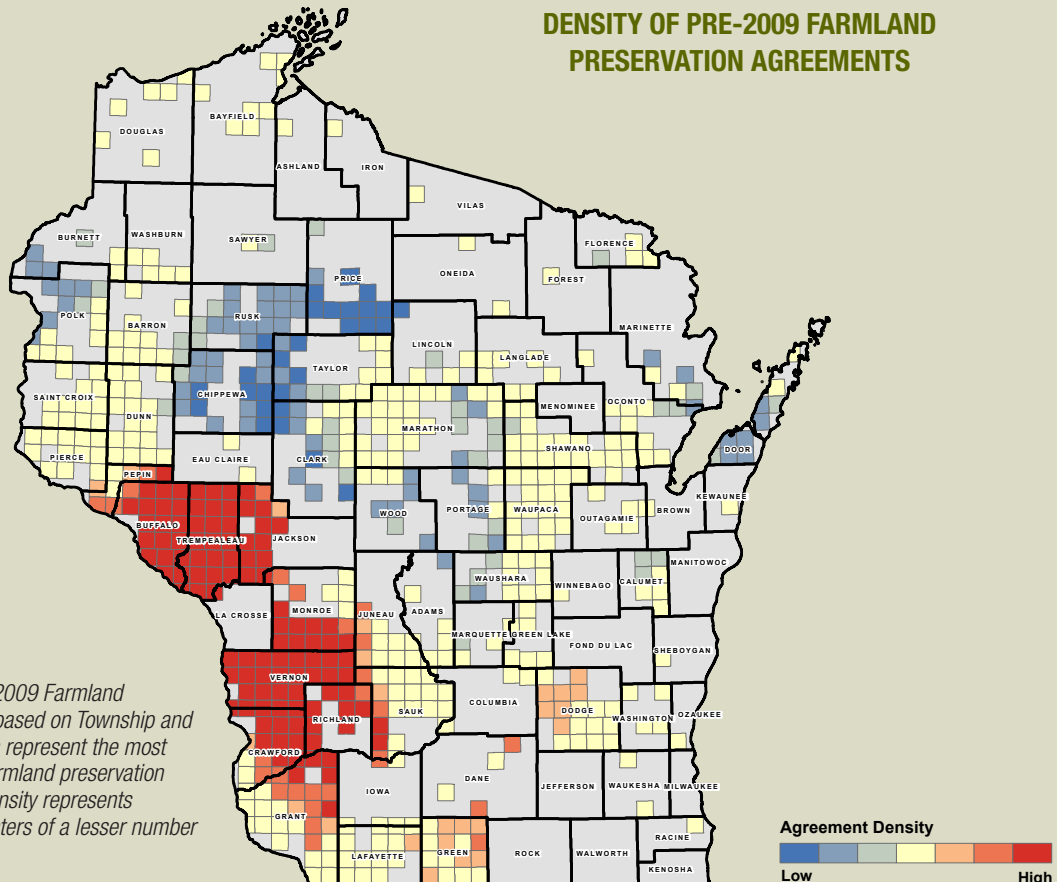 DENSITY OF PRE-2009 FARMLAND
PRESERVATION AGREEMENTS
DOUGLAS
BAYFIELD
ASHLAND
IRON
VILAS
BURNETT
WASHBURN
SAWYER
FLORENCE
PRICE
ONEIDA
FOREST
POLK
BARRON
RUSK
MARINETTE
LINCOLN
LANGLADE
TAYLOR
SAINT CROIX
CHIPPEWA
DUNN
MENOMINEE
OCONTO
MARATHON
SHAWANO
DOOR
PIERCE
EAU CLAIRE
CLARK
PEPIN
KEWAUNEE
BUFFALO
WOOD
PORTAGE
WAUPACA
OUTAGAMIE
BROWN
TREMPEALEAU
JACKSON
MANITOWOC
WAUSHARA
WINNEBAGO
CALUMET
LA CROSSE
MONROE
JUNEAU
ADAMS
MARQUETTE
GREEN LAKE
FOND DU LAC
SHEBOYGAN
VERNON
COLUMBIA
RICHLAND
SAUK
DODGE
WASHINGTON
OZAUKEE
CRAWFORD
IOWA
DANE
JEFFERSON
WAUKESHA
MILWAUKEE
GRANT
LAFAYETTE
GREEN
ROCK
WALWORTH
RACINE
KENOSHA
2009 Farmland
based on Township and
represent the most
farmland preservation
represents
of a lesser number
Agreement Density
Low
High